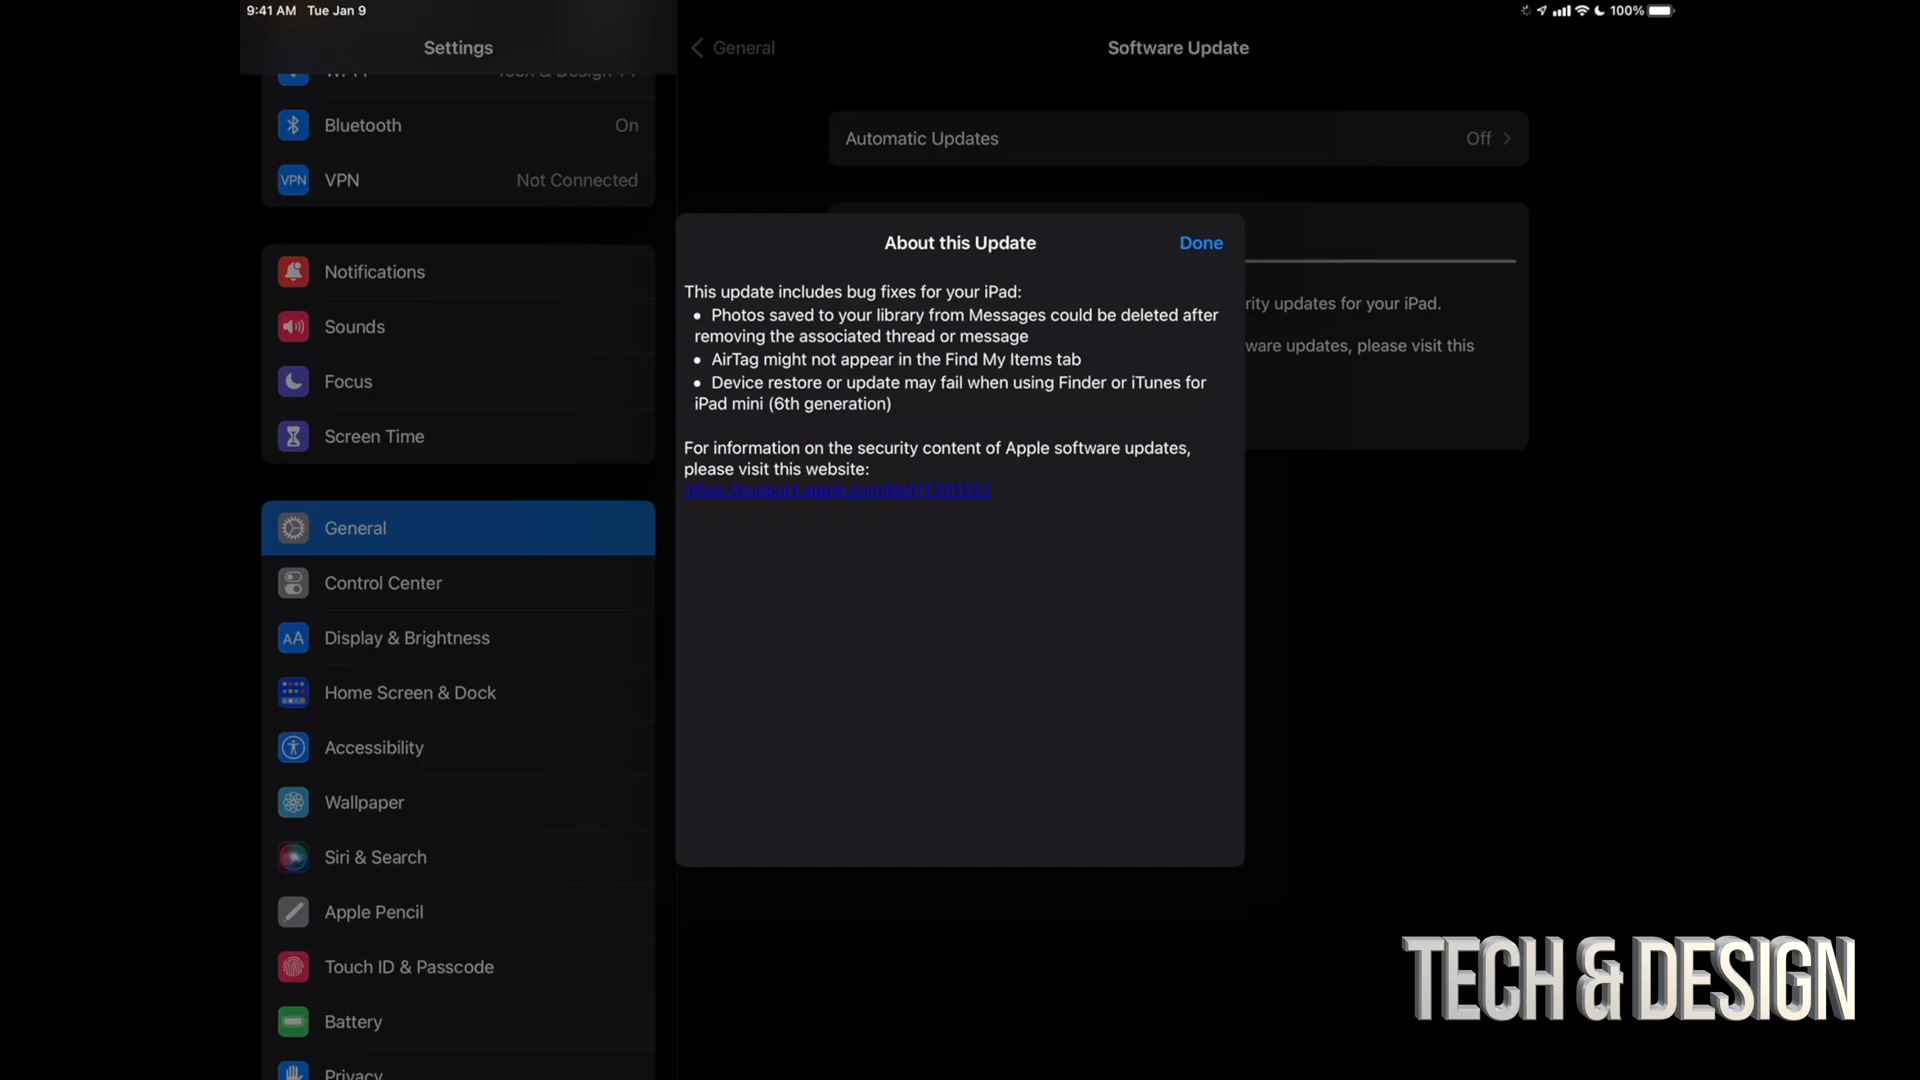 9:41 AM Tue Jan 9
100%
Settings
General
Software Update
Bluetooth
On
VPN
VPN
Not Connected
Notifications
Sounds
Focus
Screen Time
General
Control Center
AA
Display & Brightness
Home Screen & Dock
Accessibility
Wallpaper
Siri & Search
Apple Pencil
Touch ID & Passcode
Battery
Privacy
Automatic Updates
Off
rity updates for your iPad.
ware updates, please visit this
About this Update
Done
This update includes bug fixes for your iPad:
• Photos saved to your library from Messages could be deleted after
removing the associated thread or message
• AirTag might not appear in the Find My Items tab
• Device restore or update may fail when using Finder or iTunes for
iPad mini (6th generation)
For information on the security content of Apple software updates,
please visit this website:
https://support.apple.com/kb/HT201222
TECH & DESIGN